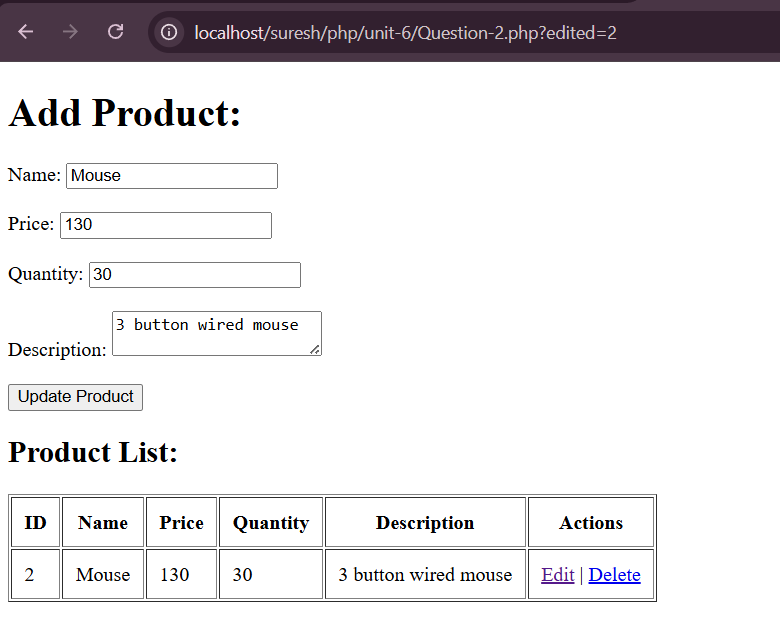 localhost/suresh/php/unit-6/Question-2.php?edited=2
Add Product:
Name: Mouse
Price: 130
Quantity: 30
Description: 3 button wired mouse
Update Product
Product List:
ID Name Price Quantity Description Actions
2 Mouse 130 30 3 button wired mouse Edit | Delete